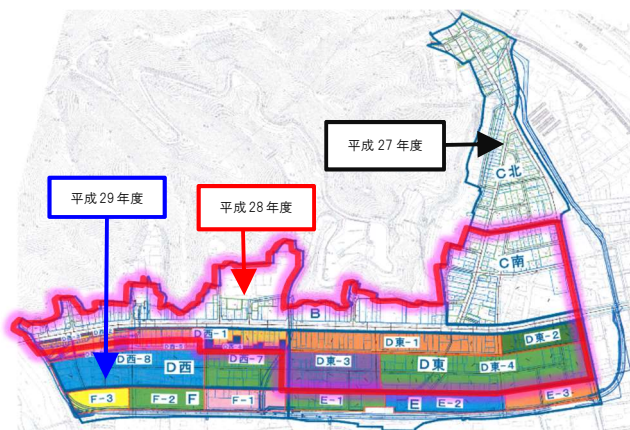 平成 27 年度
C北
平成 29 年度
平成 28 年度
C南
B
D西-1
D東-1
D東-2
D西-8
D西
D西-7
D東-3
D東
D東-4
F-3
F-2
F
F-1
E-1
E
E-2
E-3